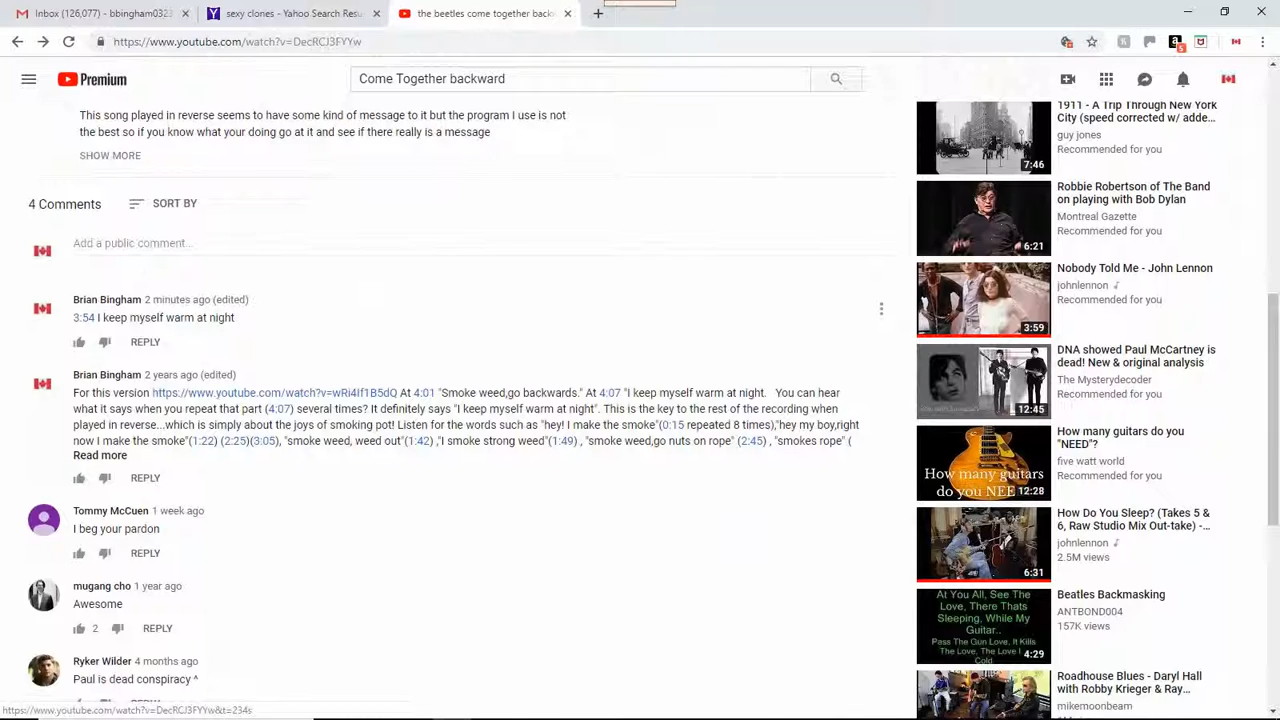 Inbox (126,077) - bbinham0323
sexy clones - Yahoo Search Resu
the beetles come together back
https://www.youtube.com/watch?v=DecRCJ3FYYw
5
Premium
Come Together backward
This song played in reverse seems to have some kind of message to it but the program I use is not
the best so if you know what your doing go at it and see if there really is a message
SHOW MORE
4 Comments
SORT BY
Add a public comment...
Brian Bingham 2 minutes ago (edited)
3:54 I keep myself warm at night
REPLY
Brian Bingham 2 years ago (edited)
For this version https://www.youtube.com/watch?v=wRi4If1B5dQ At 4:01 "Smoke weed,go backwards." At 4:07 "I keep myself warm at night. You can hear
what it says when you repeat that part (4:07) several times? It definitely says "I keep myself warm at night". This is the key to the rest of the recording when
played in reverse...which is simply about the joys of smoking pot! Listen for the words such as "hey! I make the smoke"(0:15 repeated 8 times),"hey my boy,right
now I make the smoke"(1:22) (2:25)(3:08), "grow weed, weed out"(1:42) ,"I smoke strong weed"(1:49) , "smoke weed,go nuts on rope" (2:45) , "smokes rope" (
Read more
REPLY
Tommy McCuen 1 week ago
I beg your pardon
REPLY
mugang cho 1 year ago
Awesome
2 REPLY
Ryker Wilder 4 months ago
Paul is dead conspiracy ^
https://www.youtube.com/watch?v=DecRCJ3FYYw&t=234s
1911 - A Trip Through New York
City (speed corrected w/ adde...
guy jones
Recommended for you
7:46
Robbie Robertson of The Band
on playing with Bob Dylan
Montreal Gazette
Recommended for you
6:21
Nobody Told Me - John Lennon
johnlennon
Recommended for you
3:59
DNA showed Paul McCartney is
dead! New & original analysis
The Mysterydecoder
Recommended for you
12:45
How many guitars do you
"NEED"?
five watt world
Recommended for you
How many guitars
do you NEE
12:28
How Do You Sleep? (Takes 5 &
6, Raw Studio Mix Out-take) -...
johnlennon
2.5M views
6:31
Beatles Backmasking
ANTBOND004
157K views
At You All, See The
Love, There Thats
Sleeping, While My
Guitar..
Pass The Gun Love, It Kills
The Love, The Love I
Cold
4:29
Roadhouse Blues - Daryl Hall
with Robby Krieger & Ray...
mikemoonbeam